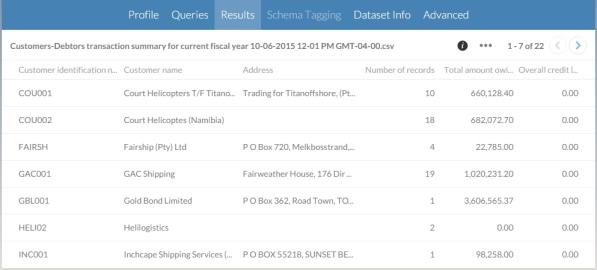 Profile Queries Results Schema Tagging Dataset Info Advanced
Customers-Debtors transaction summary for current fiscal year 10-06-2015 12-01 PM GMT-04-00.csv i ••• 1 - 7 of 22 < >
Customer identification n... Customer name Address Number of records Total amount owi... Overall credit l...
COU001 Court Helicopters T/F Titano... Trading for Titanoffshore, (Pt... 10 660,128.40 0.00
COU002 Court Helicoptes (Namibia) 18 682,072.70 0.00
FAIRSH Fairship (Pty) Ltd P O Box 720, Melkbosstrand,... 4 22,785.00 0.00
GAC001 GAC Shipping Fairweather House, 176 Dir... 19 1,020,231.20 0.00
GBL001 Gold Bond Limited P O Box 362, Road Town, TO... 1 3,606,565.37 0.00
HELI02 Helilogistics 2 0.00 0.00
INC001 Inchcape Shipping Services (... P O BOX 55218, SUNSET BE... 1 98,258.00 0.00